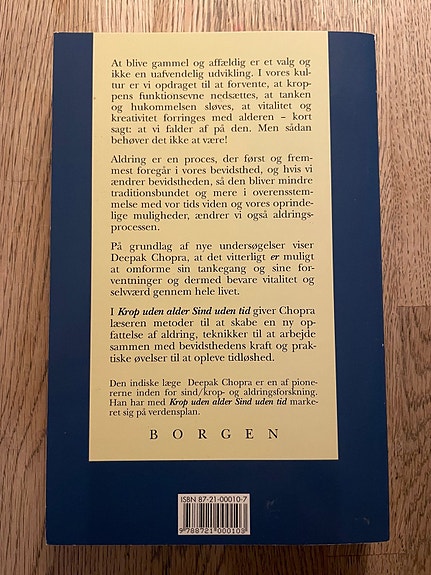 At blive gammel og affældig er et valg og
ikke en uafvendelig udvikling. I vores kul-
tur er vi opdraget til at forvente, at krop-
pens funktionsevne nedsættes, at tanken
og hukommelsen sløves, at vitalitet og
kreativitet forringes med alderen – kort
sagt: at vi falder af på den. Men sådan
behøver det ikke at være!
Aldring er en proces, der først og frem-
mest foregår i vores bevidsthed, og hvis vi
ændrer bevidstheden, så den bliver mindre
traditionsbundet og mere i overensstem-
melse med vor tids viden og vores oprinde-
lige muligheder, ændrer vi også aldrings-
processen.
På grundlag af nye undersøgelser viser
Deepak Chopra, at det vitterligt er muligt
at omforme sin tankegang og sine for-
ventninger og dermed bevare vitalitet og
selvværd gennem hele livet.
I Krop uden alder Sind uden tid giver Chopra
læseren metoder til at skabe en ny op-
fattelse af aldring, teknikker til at arbejde
sammen med bevidsthedens kraft og prak-
tiske øvelser til at opleve tidløshed.
Den indiske læge Deepak Chopra er en af pione-
rerne inden for sind/krop- og aldringsforskning.
Han har med Krop uden alder Sind uden tid marke-
ret sig på verdensplan.
BORGEN
ISBN 87-21-00010-7
9 788721 000103